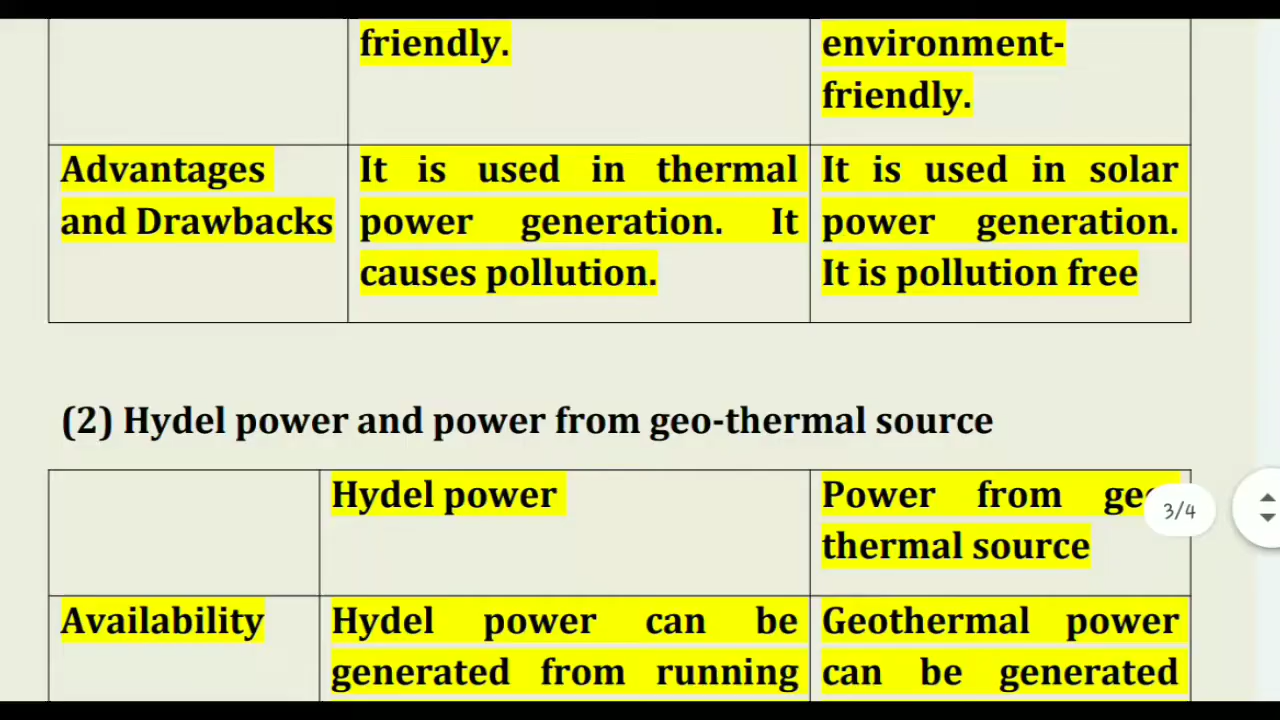 friendly.
environment-
friendly.
Advantages
and Drawbacks
It is used in thermal
power generation. It
causes pollution.
It is used in solar
power generation.
It is pollution free
(2) Hydel power and power from geo-thermal source
Hydel power
Power from geo
thermal source
3/4
Availability
Hydel power can be
generated from running
Geothermal power
can be generated